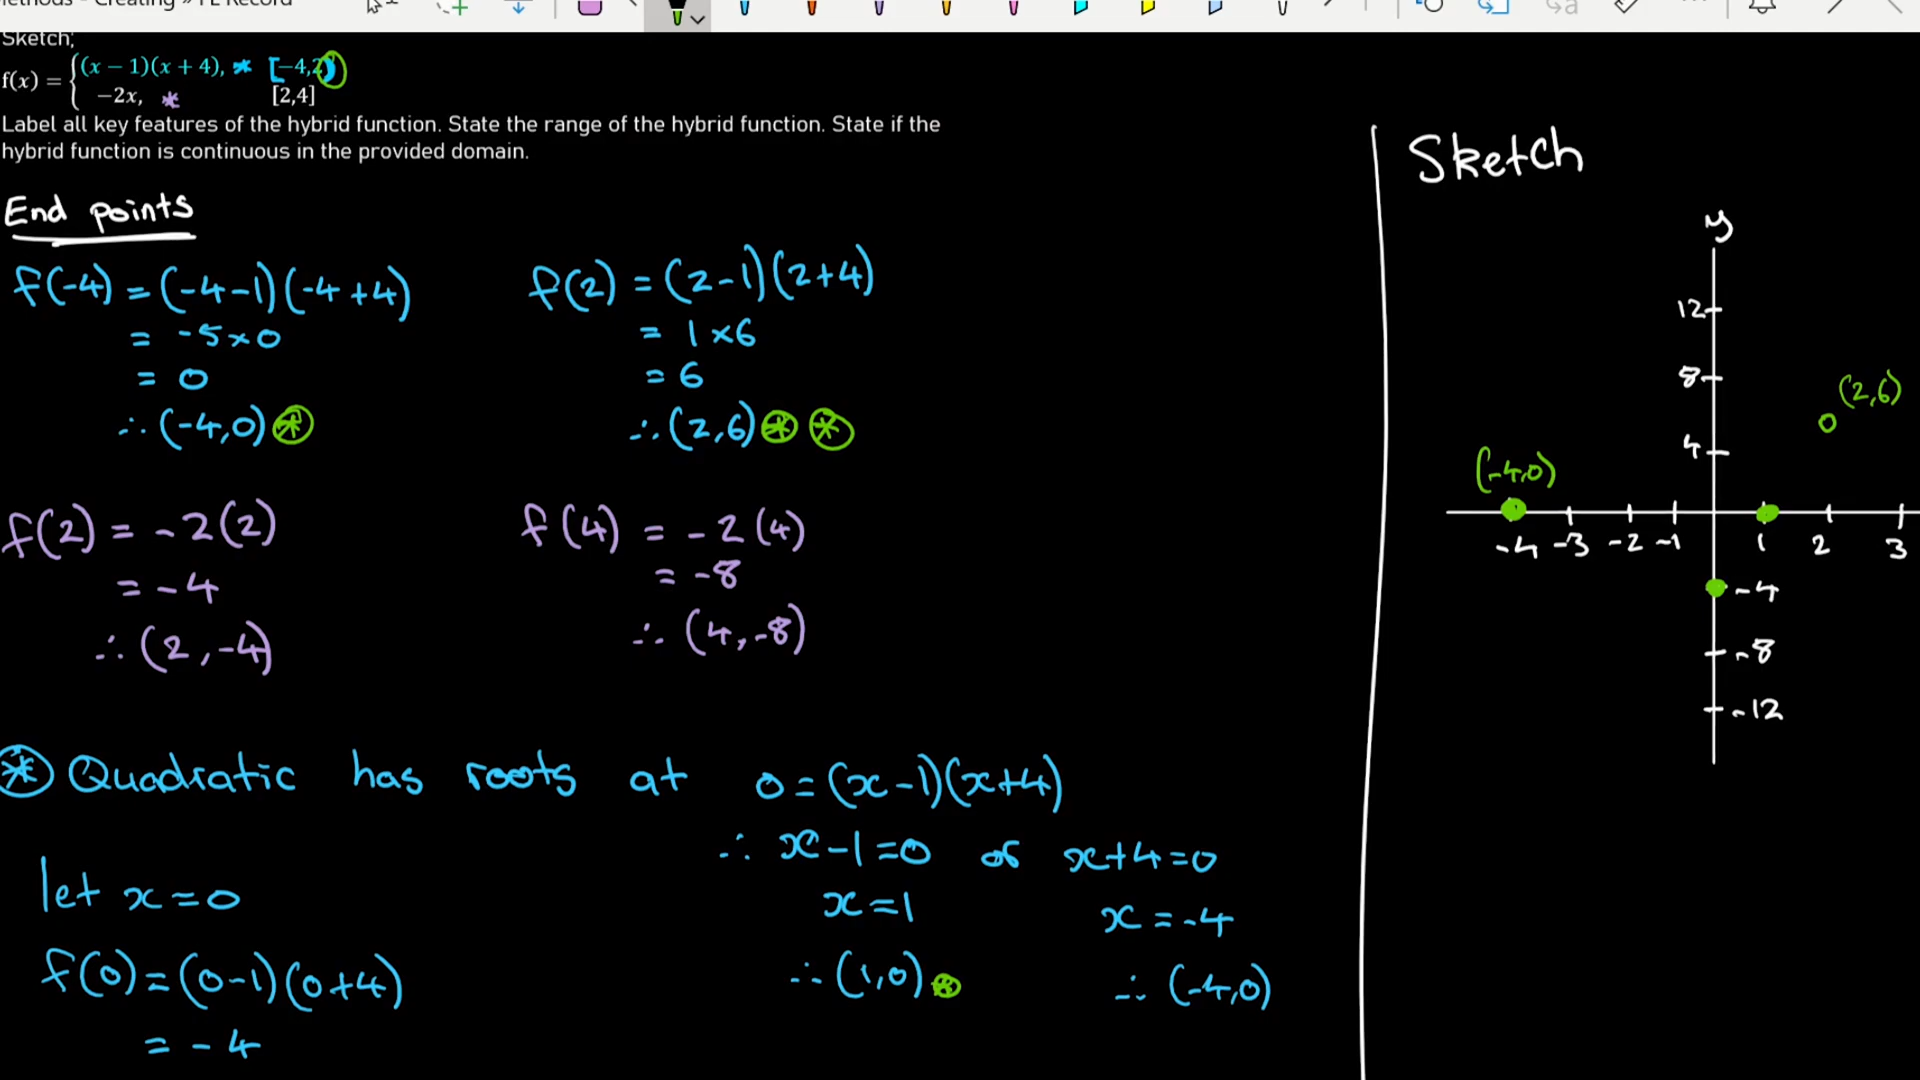 Sketch;
f(x) = { (x − 1)(x + 4), * [−4,2)
−2x, * [2,4]
Label all key features of the hybrid function. State the range of the hybrid function. State if the
hybrid function is continuous in the provided domain.
End points
f(-4) = (-4-1)(-4+4)
= -5×0
= 0
∴ (-4,0) *
f(2) = (2-1)(2+4)
= 1×6
= 6
∴ (2,6) * *
f(2) = -2(2)
= -4
∴ (2,-4)
f(4) = -2(4)
= -8
∴ (4,-8)
* Quadratic has roots at 0=(x-1)(x+4)
∴ x-1=0 or x+4=0
x=1 x=-4
∴ (1,0) * ∴ (-4,0)
let x=0
f(0)=(0-1)(0+4)
= -4
Sketch
y
12
8
(2,6)
4
(-4,0)
-4 -3 -2 -1 1 2 3
-4
-8
-12